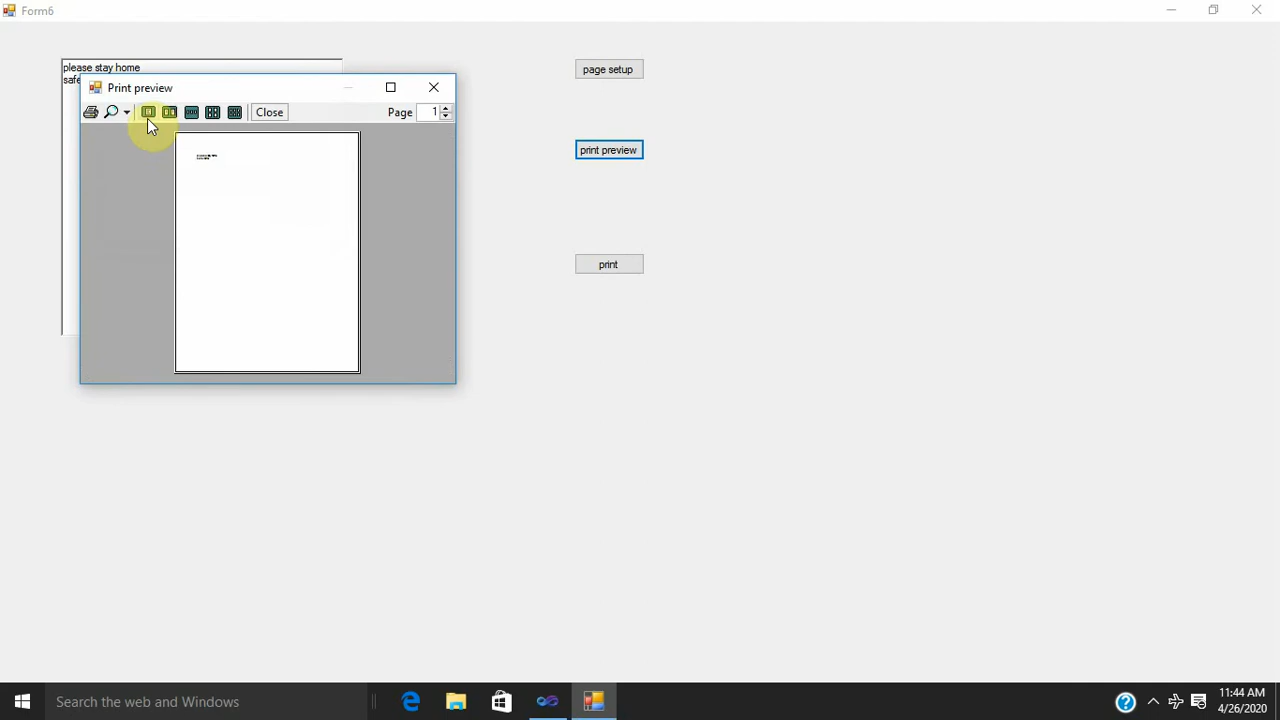 Form6
please stay home
safe
page setup
Print preview
Close
Page
1
print preview
print
Search the web and Windows
11:44 AM
4/26/2020